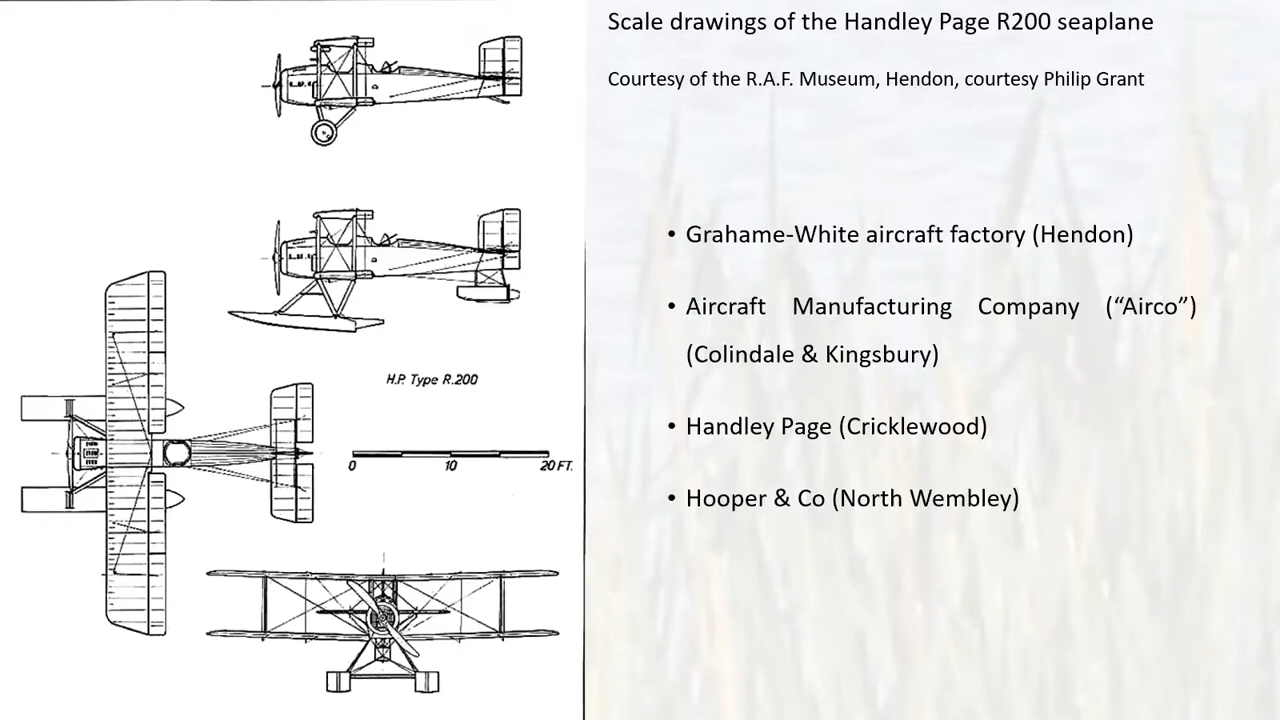 Scale drawings of the Handley Page R200 seaplane
Courtesy of the R.A.F. Museum, Hendon, courtesy Philip Grant
• Grahame-White aircraft factory (Hendon)
• Aircraft Manufacturing Company (“Airco”)
(Colindale & Kingsbury)
• Handley Page (Cricklewood)
• Hooper & Co (North Wembley)
H.P. Type R.200
0 10 20 FT.